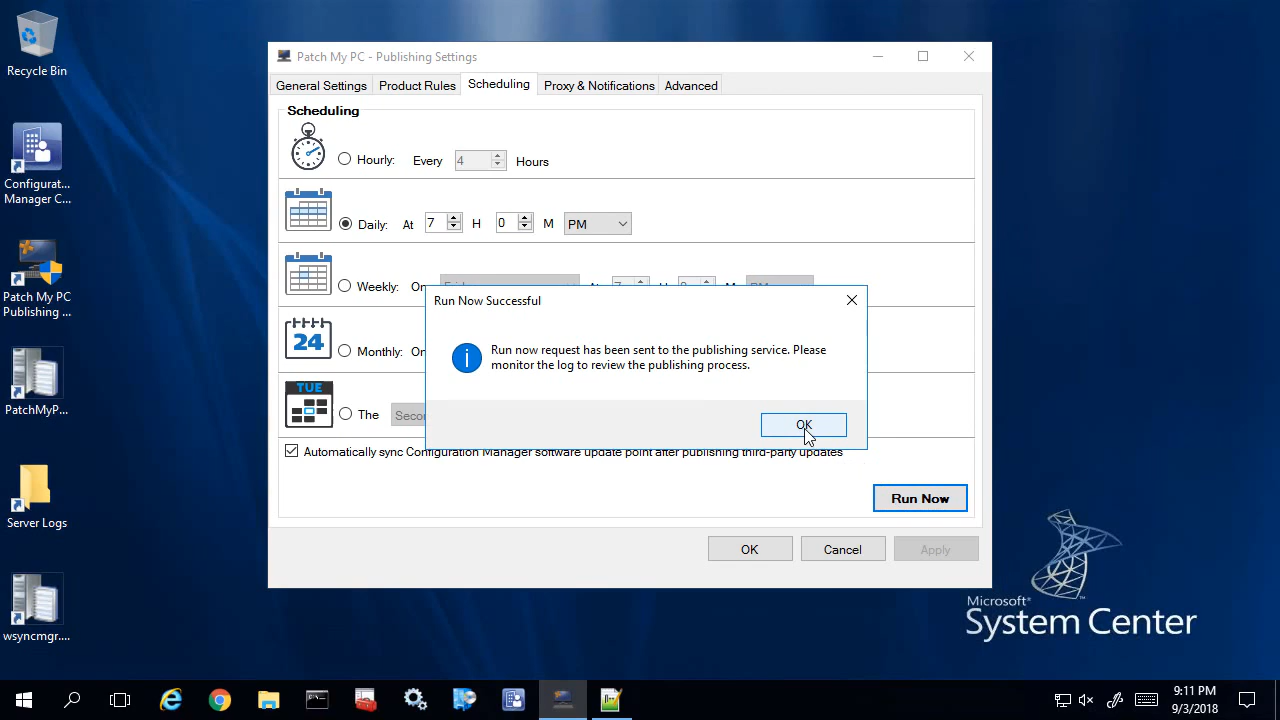 Recycle Bin
Configurat...
Manager C...
Patch My PC
Publishing ...
PatchMyP...
Server Logs
wsyncmgr....
Patch My PC - Publishing Settings
General Settings Product Rules Scheduling Proxy & Notifications Advanced
Scheduling
Hourly: Every 4 Hours
Daily: At 7 H 0 M PM
Weekly: On
24 Monthly: On
TUE
The Secon
Run Now Successful
Run now request has been sent to the publishing service. Please
monitor the log to review the publishing process.
OK
Automatically sync Configuration Manager software update point after publishing third-party updates
Run Now
OK Cancel Apply
Microsoft®
System Center
9:11 PM
9/3/2018